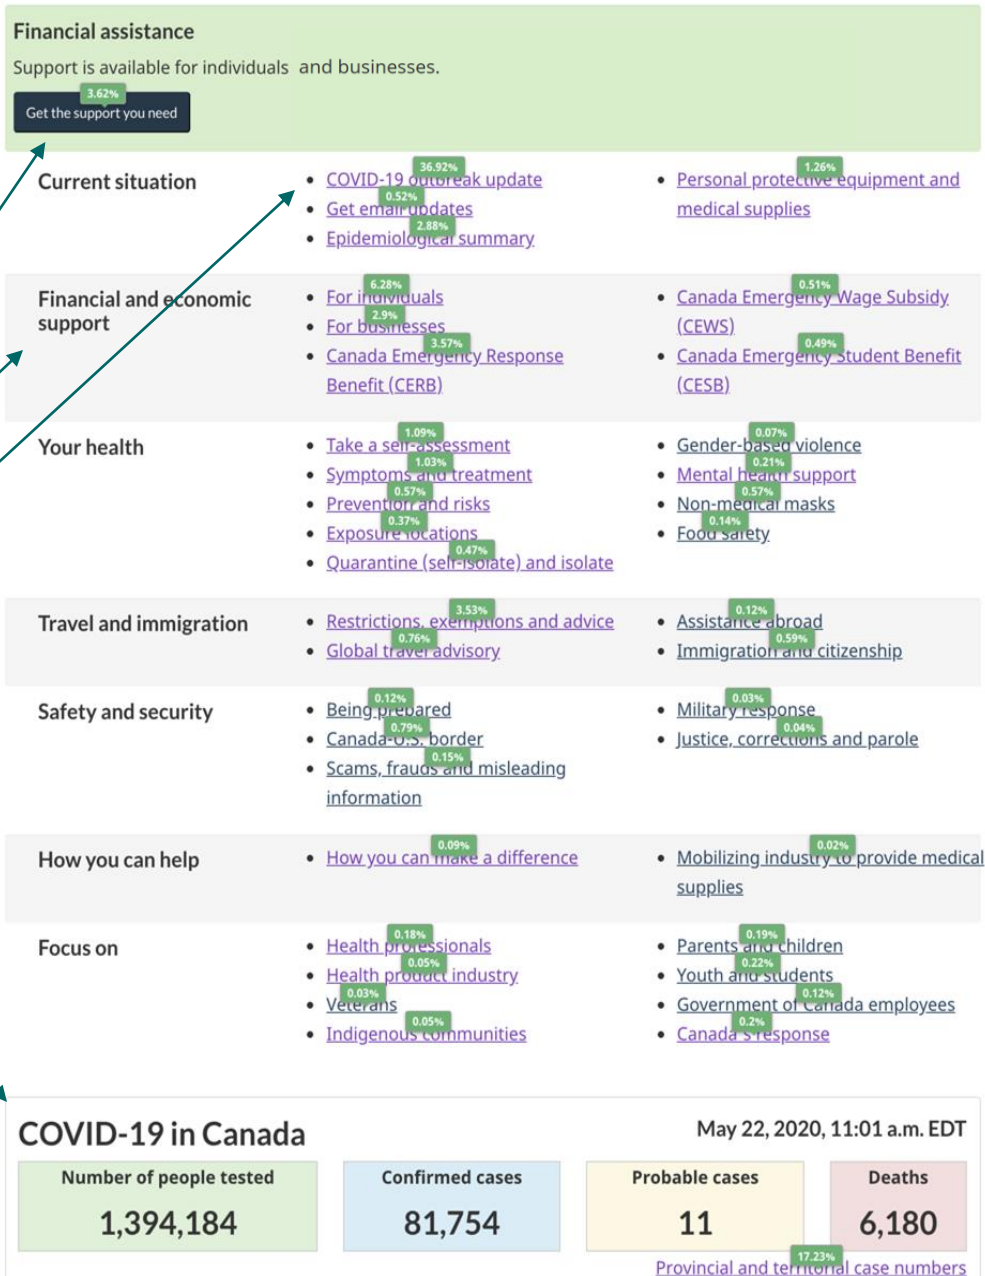 Financial assistance
Support is available for individuals and businesses.
3.62%
Get the support you need
Current situation
36.92%
COVID-19 outbreak update
0.52%
Get email updates
2.88%
Epidemiological summary
1.26%
Personal protective equipment and
medical supplies
Financial and economic
support
6.28%
For individuals
2.9%
For businesses
3.57%
Canada Emergency Response
Benefit (CERB)
0.51%
Canada Emergency Wage Subsidy
(CEWS)
0.49%
Canada Emergency Student Benefit
(CESB)
Your health
1.09%
Take a self-assessment
1.03%
Symptoms and treatment
0.57%
Prevention and risks
0.37%
Exposure locations
0.47%
Quarantine (self-isolate) and isolate
0.07%
Gender-based violence
0.21%
Mental health support
0.57%
Non-medical masks
0.14%
Food safety
Travel and immigration
3.53%
Restrictions, exemptions and advice
0.76%
Global travel advisory
0.12%
Assistance abroad
0.59%
Immigration and citizenship
Safety and security
0.12%
Being prepared
0.79%
Canada-U.S. border
0.15%
Scams, frauds and misleading
information
0.03%
Military response
0.04%
Justice, corrections and parole
How you can help
0.09%
How you can make a difference
0.02%
Mobilizing industry to provide medical
supplies
Focus on
0.18%
Health professionals
0.05%
Health product industry
0.03%
Veterans
0.05%
Indigenous communities
0.19%
Parents and children
0.22%
Youth and students
0.12%
Government of Canada employees
0.2%
Canada's response
COVID-19 in Canada
May 22, 2020, 11:01 a.m. EDT
Number of people tested
1,394,184
Confirmed cases
81,754
Probable cases
11
Deaths
6,180
17.23%
Provincial and territorial case numbers